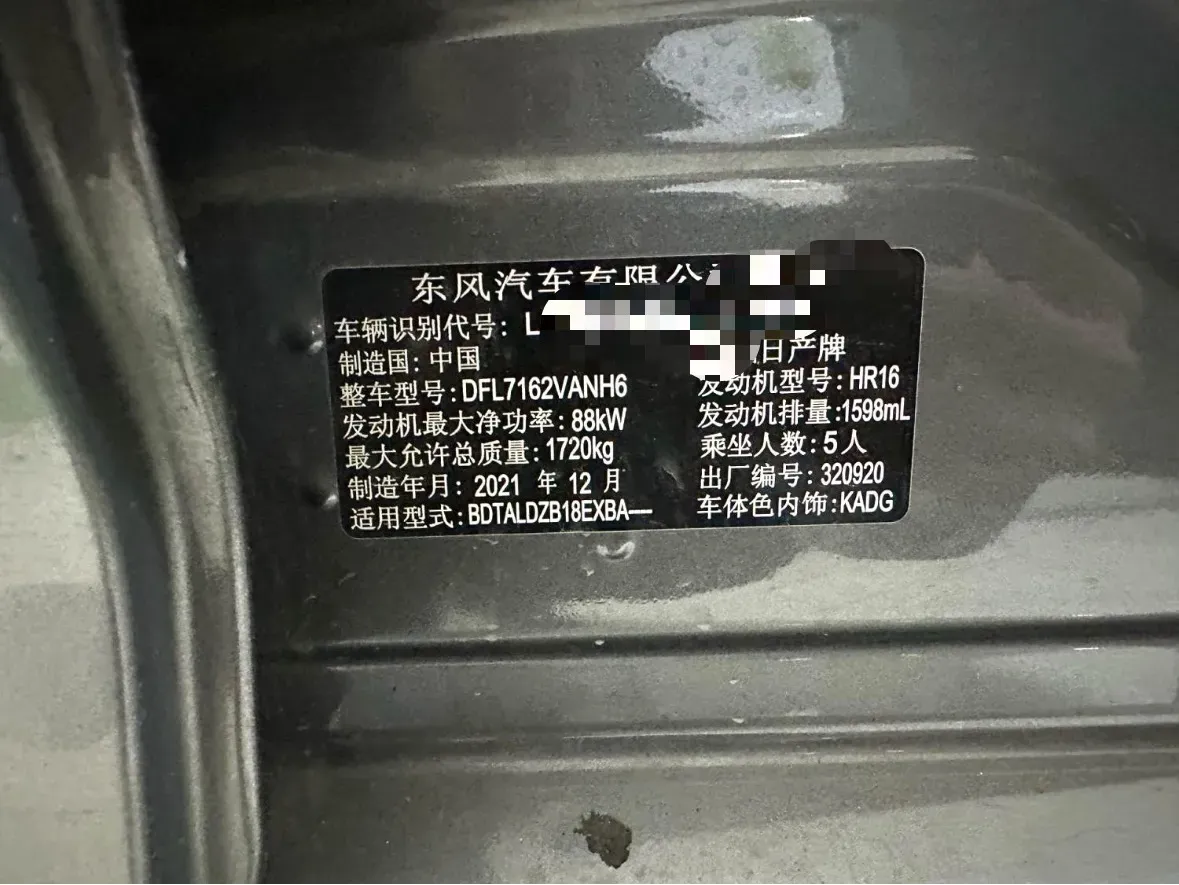 东风汽车有限公
车辆识别代号: L
制造国: 中国 日产牌
整车型号: DFL7162VANH6 发动机型号: HR16
发动机最大净功率: 88kW 发动机排量: 1598mL
最大允许总质量: 1720kg 乘坐人数: 5人
制造年月: 2021 年 12 月 出厂编号: 320920
适用型式: BDTALDZB18EXBA---- 车体色内饰: KADG